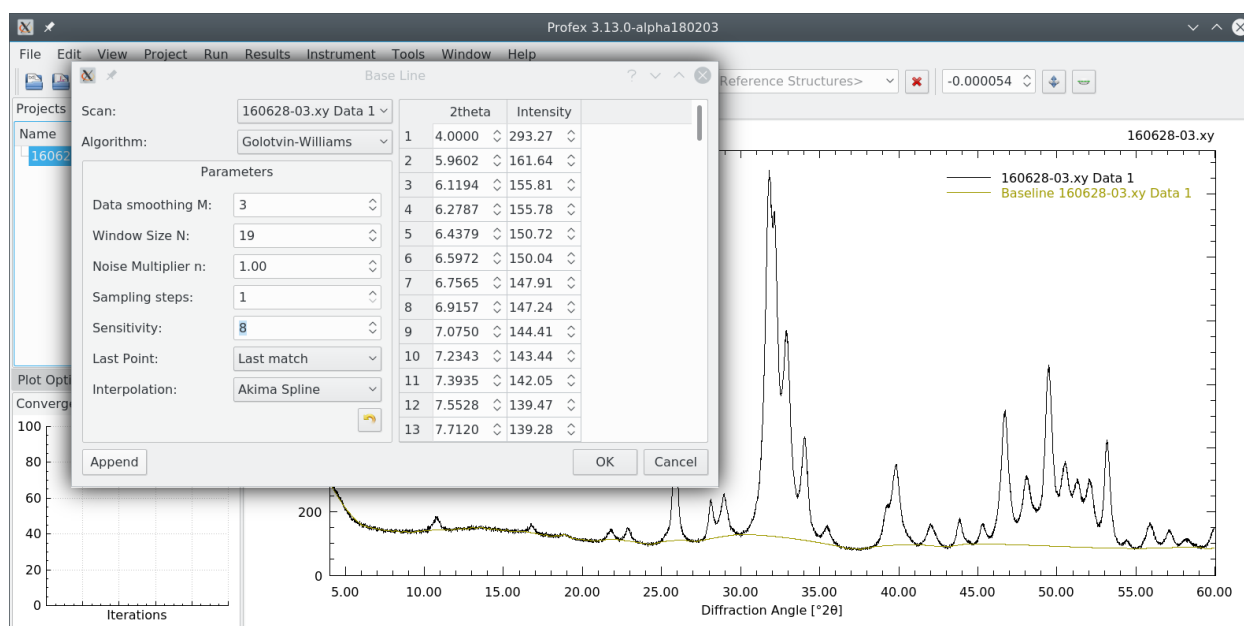 Profex 3.13.0-alpha180203
File Edit View Project Run Results Instrument Tools Window Help
Base Line
Reference Structures>
-0.000054
Projects
Name
16062
Scan:
160628-03.xy Data 1
Algorithm:
Golotvin-Williams
Parameters
Data smoothing M:
3
Window Size N:
19
Noise Multiplier n:
1.00
Sampling steps:
1
Sensitivity:
8
Last Point:
Last match
Interpolation:
Akima Spline
Append
2theta Intensity
1 4.0000 293.27
2 5.9602 161.64
3 6.1194 155.81
4 6.2787 155.78
5 6.4379 150.72
6 6.5972 150.04
7 6.7565 147.91
8 6.9157 147.24
9 7.0750 144.41
10 7.2343 143.44
11 7.3935 142.05
12 7.5528 139.47
13 7.7120 139.28
OK
Cancel
Plot Opti
Converge
100
80
60
40
20
0
Iterations
160628-03.xy
160628-03.xy Data 1
Baseline 160628-03.xy Data 1
200
0
5.00 10.00 15.00 20.00 25.00 30.00 35.00 40.00 45.00 50.00 55.00 60.00
Diffraction Angle [°2θ]